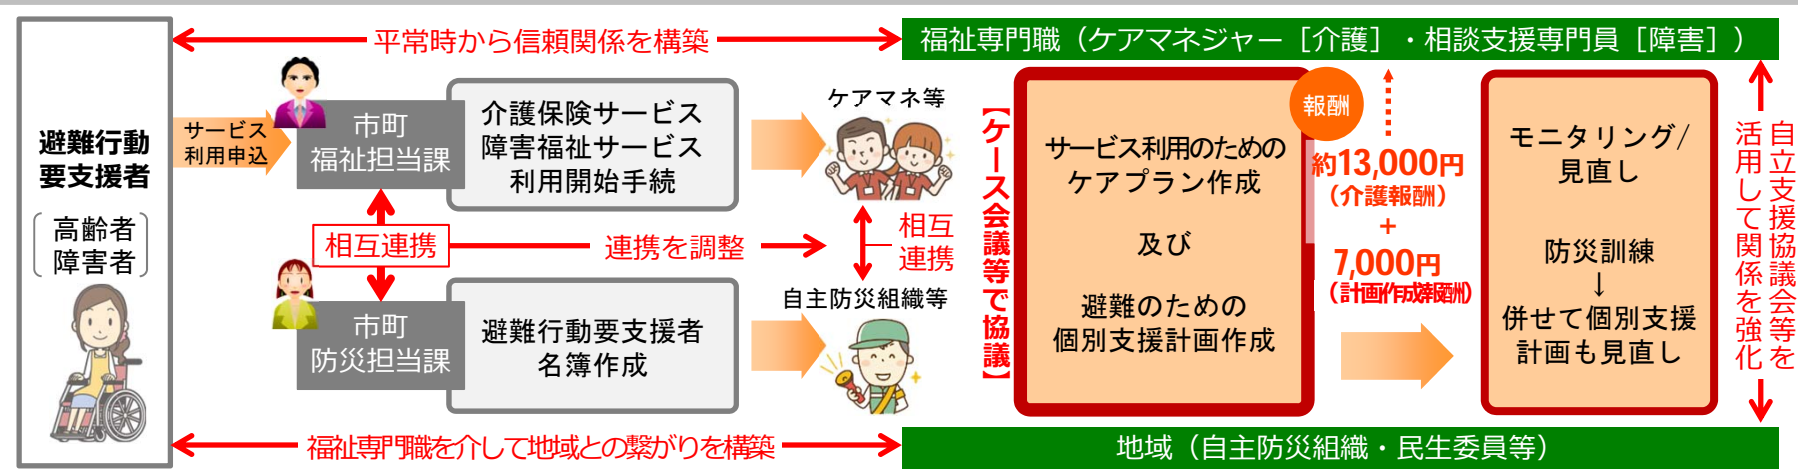 平常時から信頼関係を構築
福祉専門職（ケアマネジャー［介護］・相談支援専門員［障害］）
避難行動
要支援者
高齢者
障害者
サービス
利用申込
市町
福祉担当課
介護保険サービス
障害福祉サービス
利用開始手続
ケアマネ等
相互連携
連携を調整
相互
連携
市町
防災担当課
避難行動要支援者
名簿作成
自主防災組織等
【ケース会議等で協議】
サービス利用のための
ケアプラン作成
及び
避難のための
個別支援計画作成
報酬
約13,000円
（介護報酬）
+
7,000円
（計画作成報酬）
モニタリング/
見直し
防災訓練
↓
併せて個別支援
計画も見直し
自立支援協議会等を
活用して関係を強化
福祉専門職を介して地域との繋がりを構築
地域（自主防災組織・民生委員等）